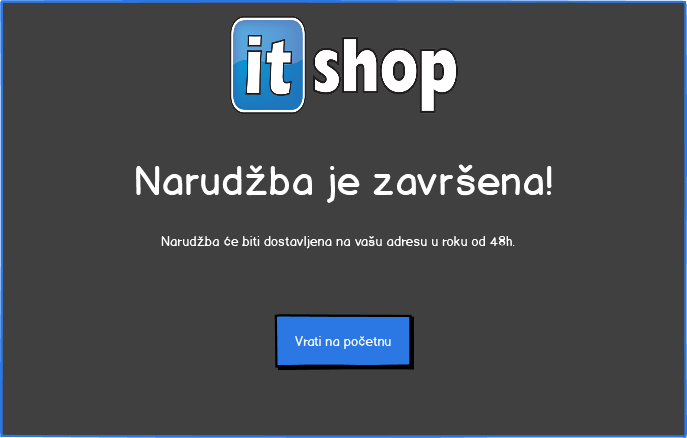 it shop
Narudžba je završena!
Narudžba će biti dostavljena na vašu adresu u roku od 48h.
Vrati na početnu